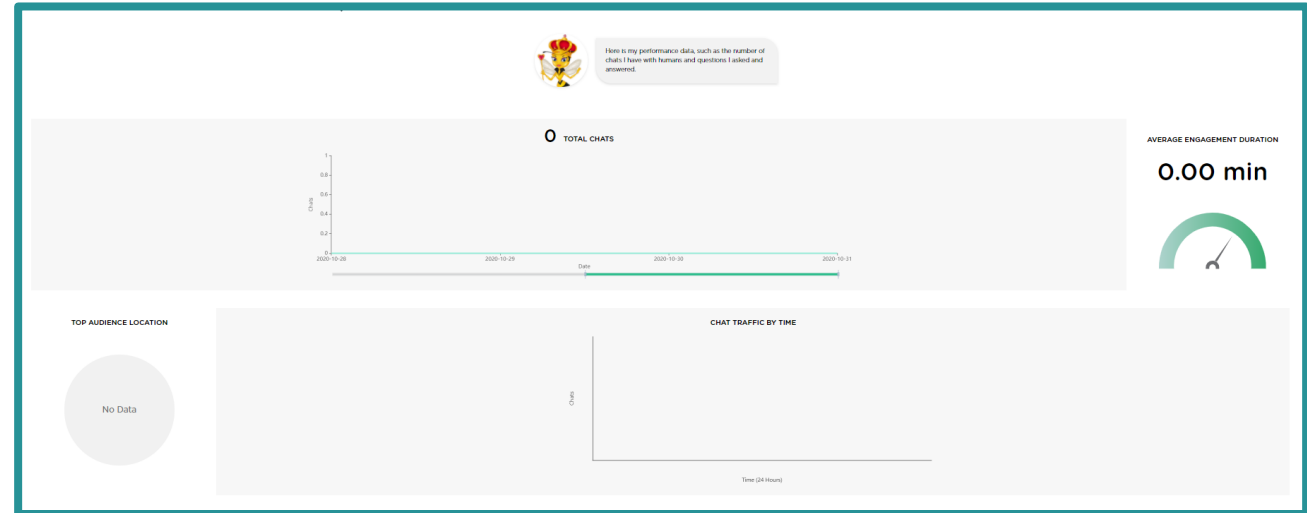 Here is my performance data, such as the number of
chats I have with humans and questions I asked and
answered.
0 TOTAL CHATS
AVERAGE ENGAGEMENT DURATION
0.00 min
1
0.8
0.6
0.4
0.2
0
Chats
2020-10-28
2020-10-29
2020-10-30
2020-10-31
Date
TOP AUDIENCE LOCATION
No Data
CHAT TRAFFIC BY TIME
Chats
Time (24 Hours)